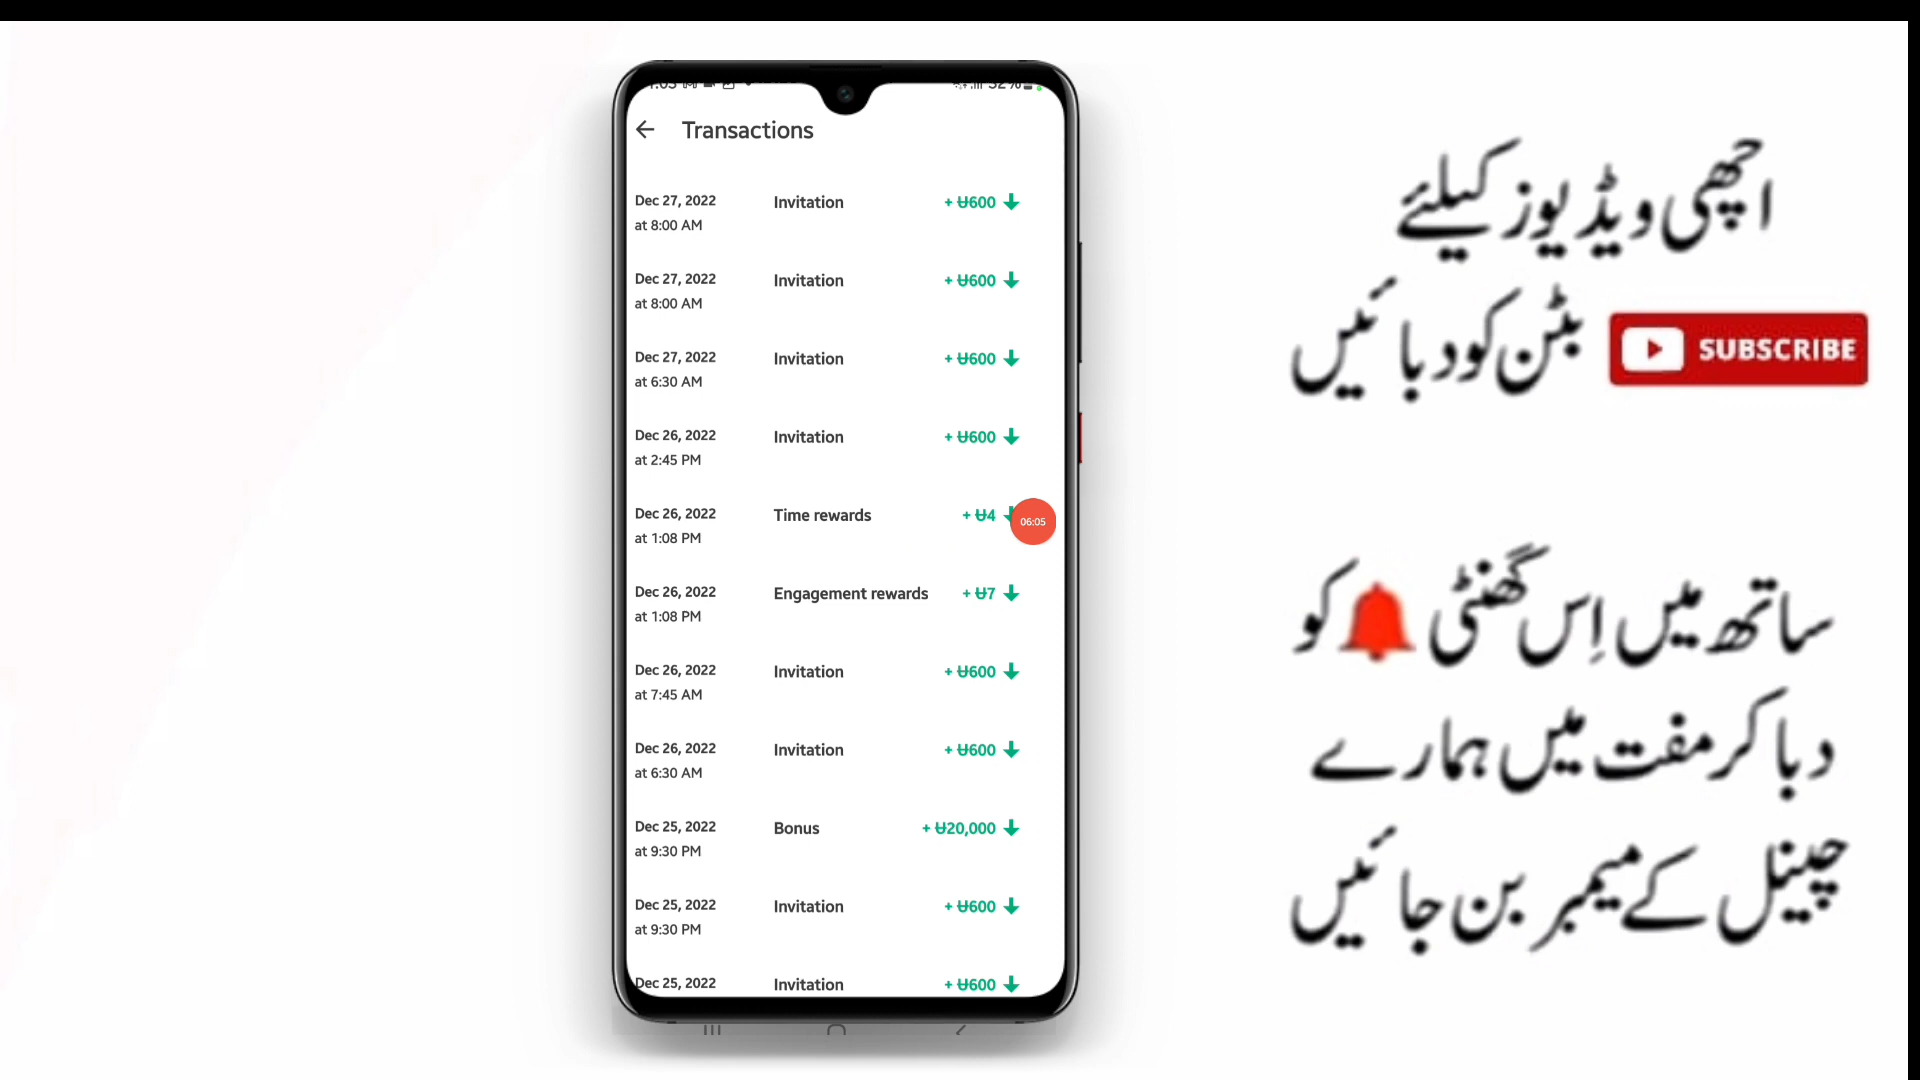 52%
Transactions
Dec 27, 2022 Invitation + Ʉ600
at 8:00 AM
Dec 27, 2022 Invitation + Ʉ600
at 8:00 AM
Dec 27, 2022 Invitation + Ʉ600
at 6:30 AM
Dec 26, 2022 Invitation + Ʉ600
at 2:45 PM
Dec 26, 2022 Time rewards + Ʉ4
06:05
at 1:08 PM
Dec 26, 2022 Engagement rewards + Ʉ7
at 1:08 PM
Dec 26, 2022 Invitation + Ʉ600
at 7:45 AM
Dec 26, 2022 Invitation + Ʉ600
at 6:30 AM
Dec 25, 2022 Bonus + Ʉ20,000
at 9:30 PM
Dec 25, 2022 Invitation + Ʉ600
at 9:30 PM
Dec 25, 2022 Invitation + Ʉ600
اچھی ویڈیوز کیلئے
SUBSCRIBE بٹن کو دبائیں
ساتھ میں اِس گھنٹی کو
دبا کر مفت میں ہمارے
چینل کے میمبر بن جائیں